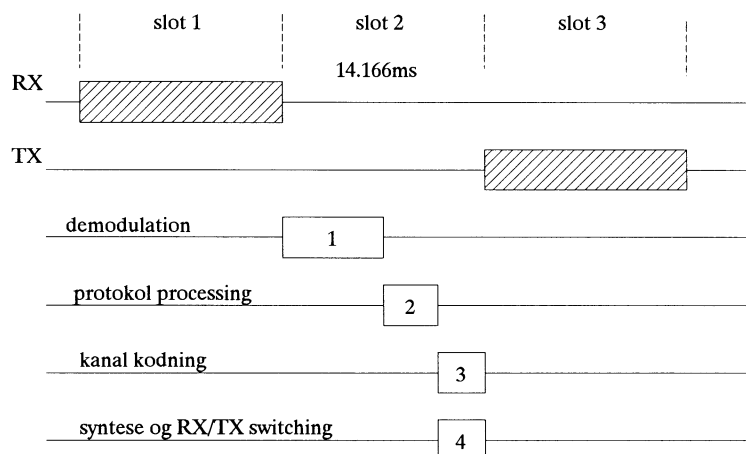 slot 1 slot 2 slot 3
14.166ms
RX
TX
demodulation
1
protokol processing
2
kanal kodning
3
syntese og RX/TX switching
4